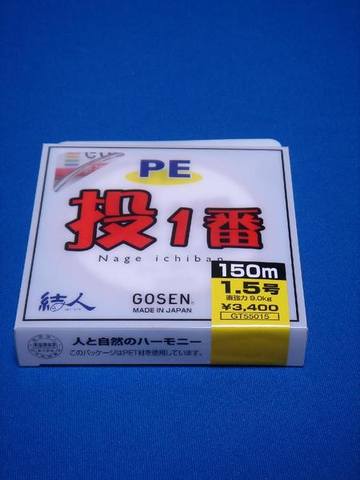 PE
投1番
Nage ichiban
150m
1.5号
直強力 9.0kg
¥3,400
GT55015
結人
GOSEN
MADE IN JAPAN
人と自然のハーモニー
このパッケージはPET材を使用しています。